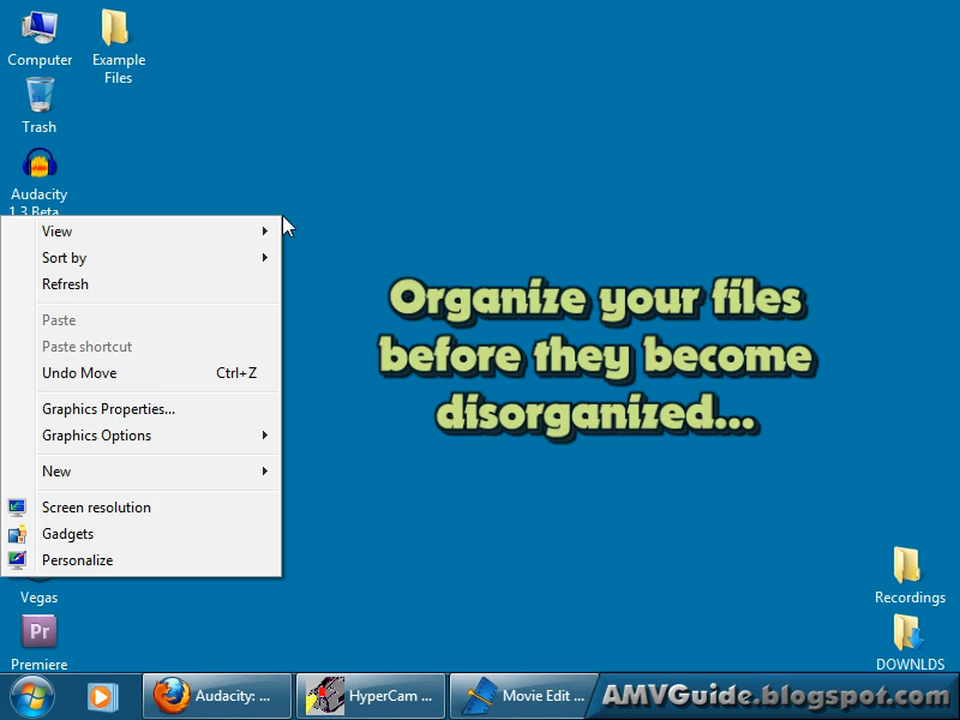 Computer
Example
Files
Trash
Audacity
1.3 Beta
View
Sort by
Refresh
Paste
Paste shortcut
Undo Move Ctrl+Z
Graphics Properties...
Graphics Options
New
Screen resolution
Gadgets
Personalize
Organize your files
before they become
disorganized...
Vegas
Pr
Premiere
Recordings
DOWNLDS
Audacity: ...
HyperCam ...
Movie Edit ...
AMVGuide.blogspot.com